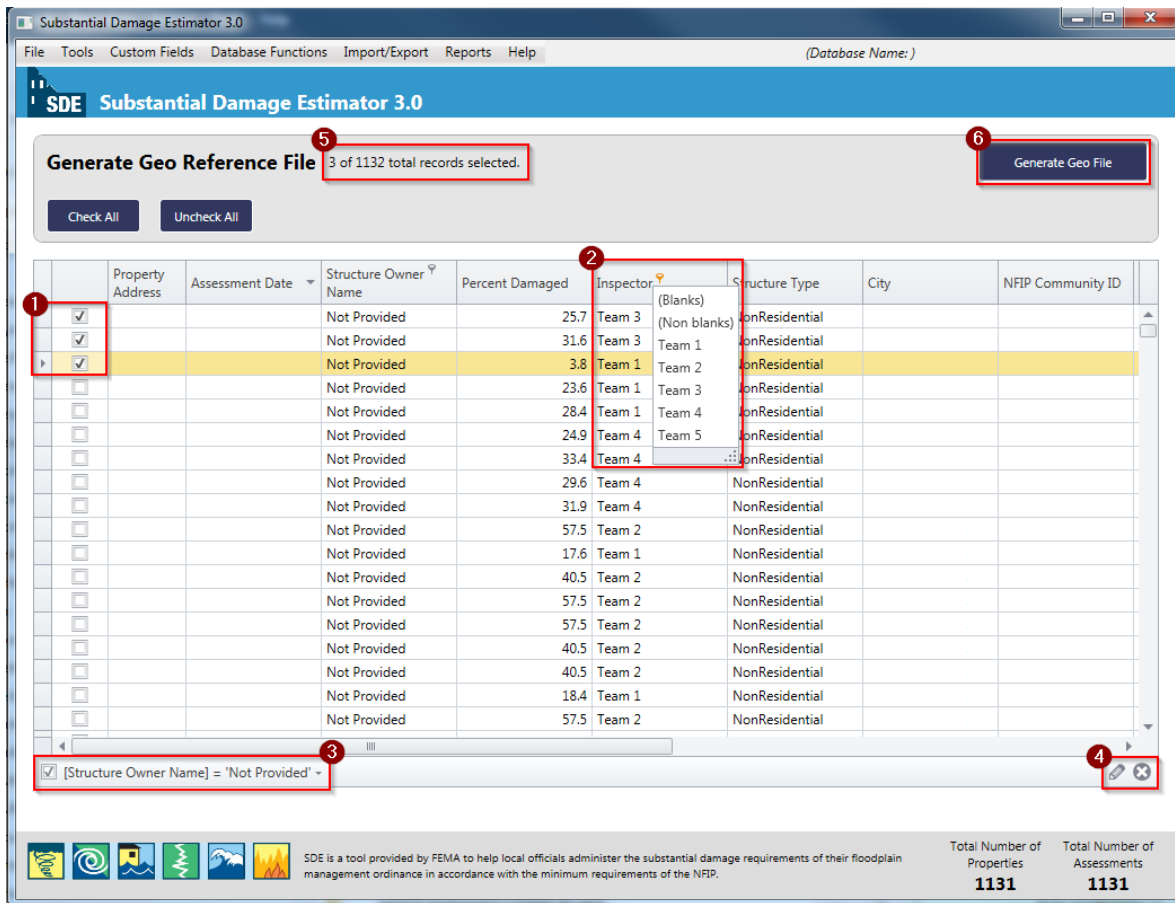 Substantial Damage Estimator 3.0
File Tools Custom Fields Database Functions Import/Export Reports Help (Database Name: )
SDE Substantial Damage Estimator 3.0
5
6
Generate Geo Reference File 3 of 1132 total records selected. Generate Geo File
Check All Uncheck All
2
Property Address Assessment Date Structure Owner Name Percent Damaged Inspector Structure Type City NFIP Community ID
1
(Blanks)
(Non blanks)
Team 1
Team 2
Team 3
Team 4
Team 5
Not Provided 25.7 Team 3 NonResidential
Not Provided 31.6 Team 3 onResidential
Not Provided 3.8 Team 1 onResidential
Not Provided 23.6 Team 1 onResidential
Not Provided 28.4 Team 1 onResidential
Not Provided 24.9 Team 4 onResidential
Not Provided 33.4 Team 4 onResidential
Not Provided 29.6 Team 4 NonResidential
Not Provided 31.9 Team 4 NonResidential
Not Provided 57.5 Team 2 NonResidential
Not Provided 17.6 Team 1 NonResidential
Not Provided 40.5 Team 2 NonResidential
Not Provided 57.5 Team 2 NonResidential
Not Provided 57.5 Team 2 NonResidential
Not Provided 40.5 Team 2 NonResidential
Not Provided 40.5 Team 2 NonResidential
Not Provided 18.4 Team 1 NonResidential
Not Provided 57.5 Team 2 NonResidential
3
4
[Structure Owner Name] = 'Not Provided'
SDE is a tool provided by FEMA to help local officials administer the substantial damage requirements of their floodplain
management ordinance in accordance with the minimum requirements of the NFIP.
Total Number of Properties
1131
Total Number of Assessments
1131